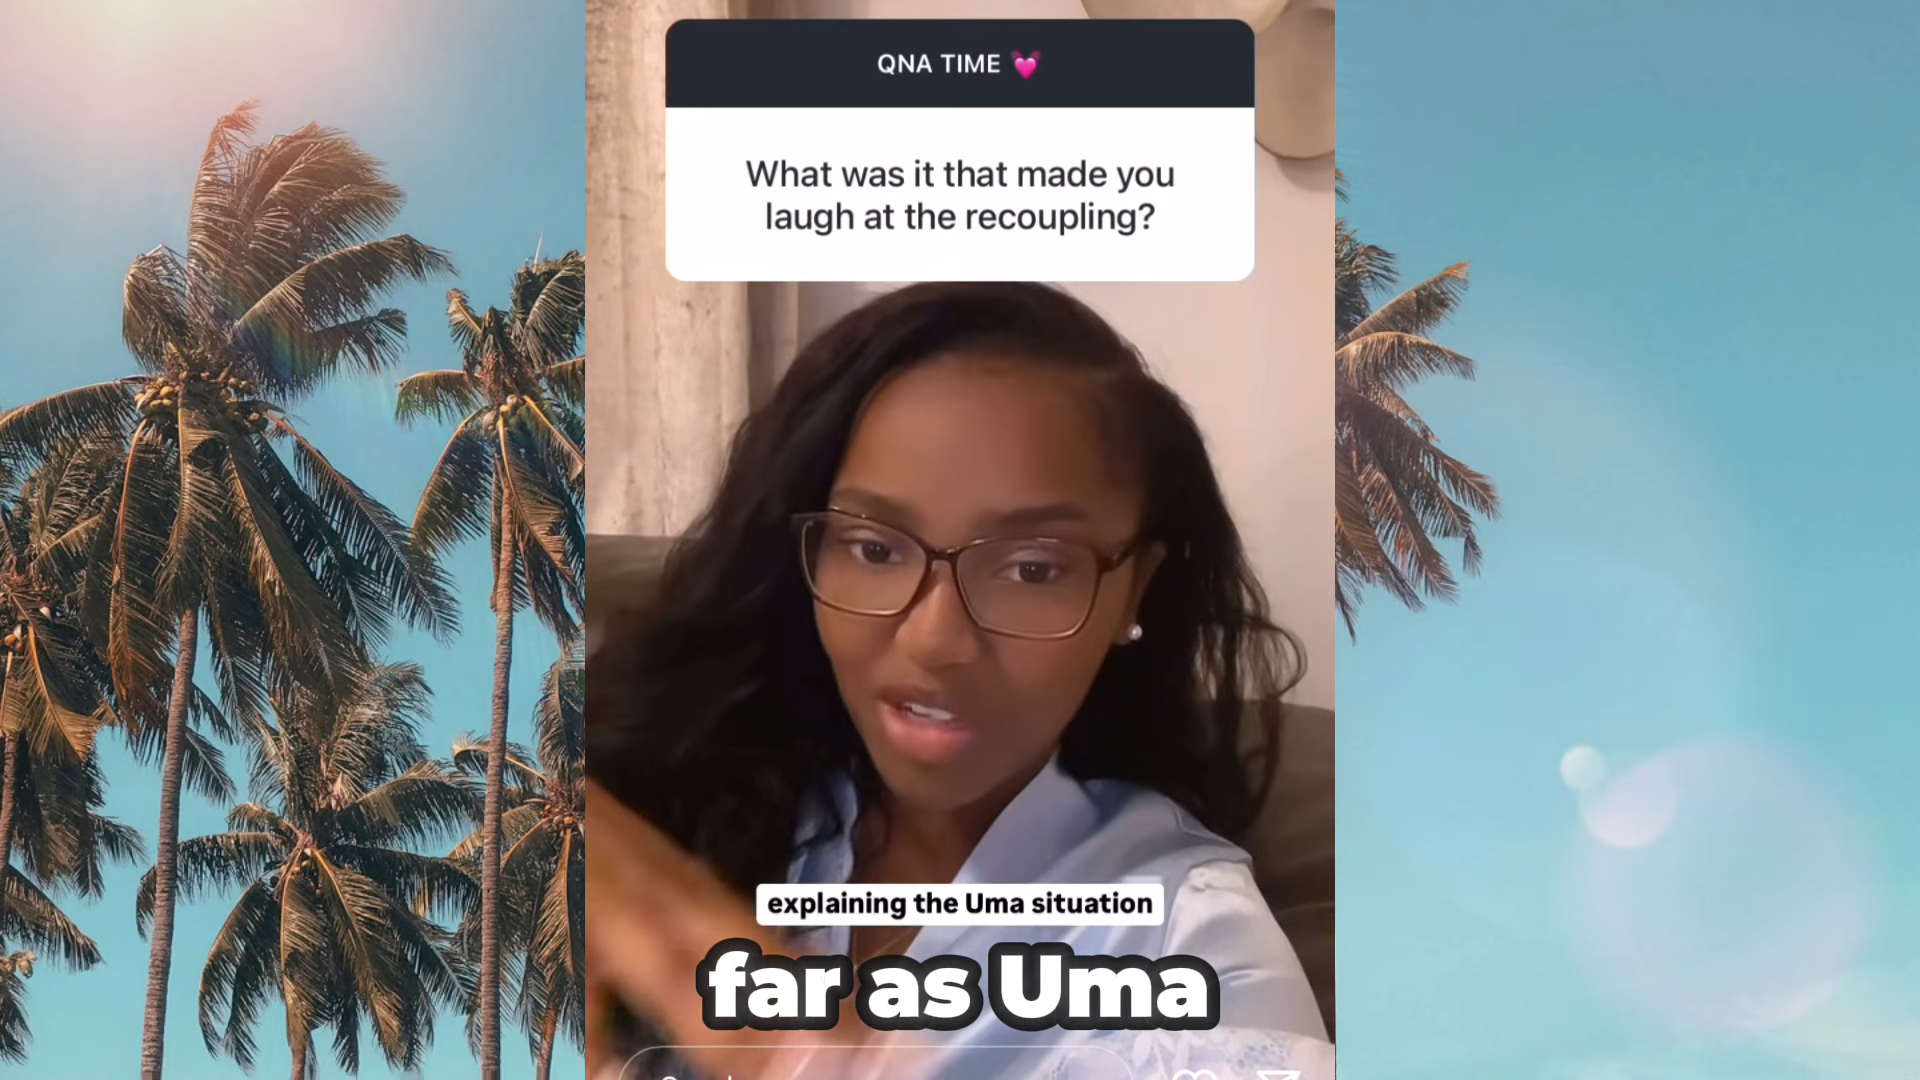 QNA TIME 💓
What was it that made you
laugh at the recoupling?
explaining the Uma situation
far as Uma